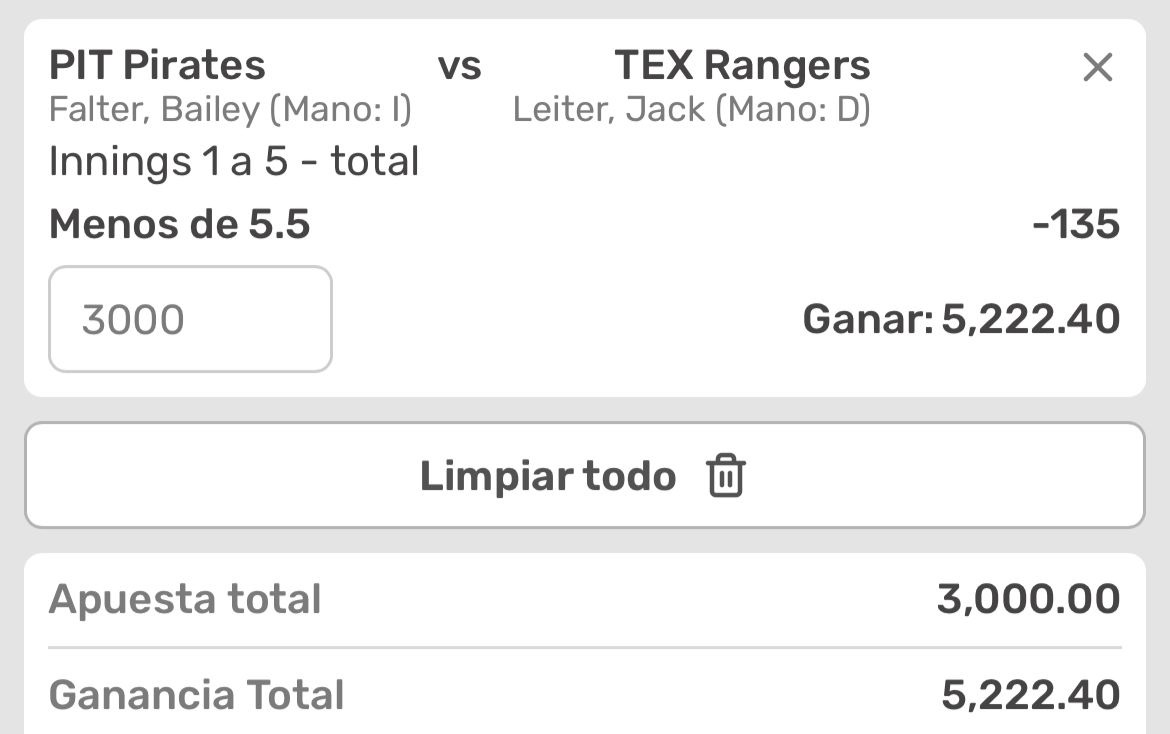 PIT Pirates vs TEX Rangers
Falter, Bailey (Mano: I) Leiter, Jack (Mano: D)
Innings 1 a 5 - total
Menos de 5.5 -135
3000 Ganar: 5,222.40
Limpiar todo
Apuesta total 3,000.00
Ganancia Total 5,222.40